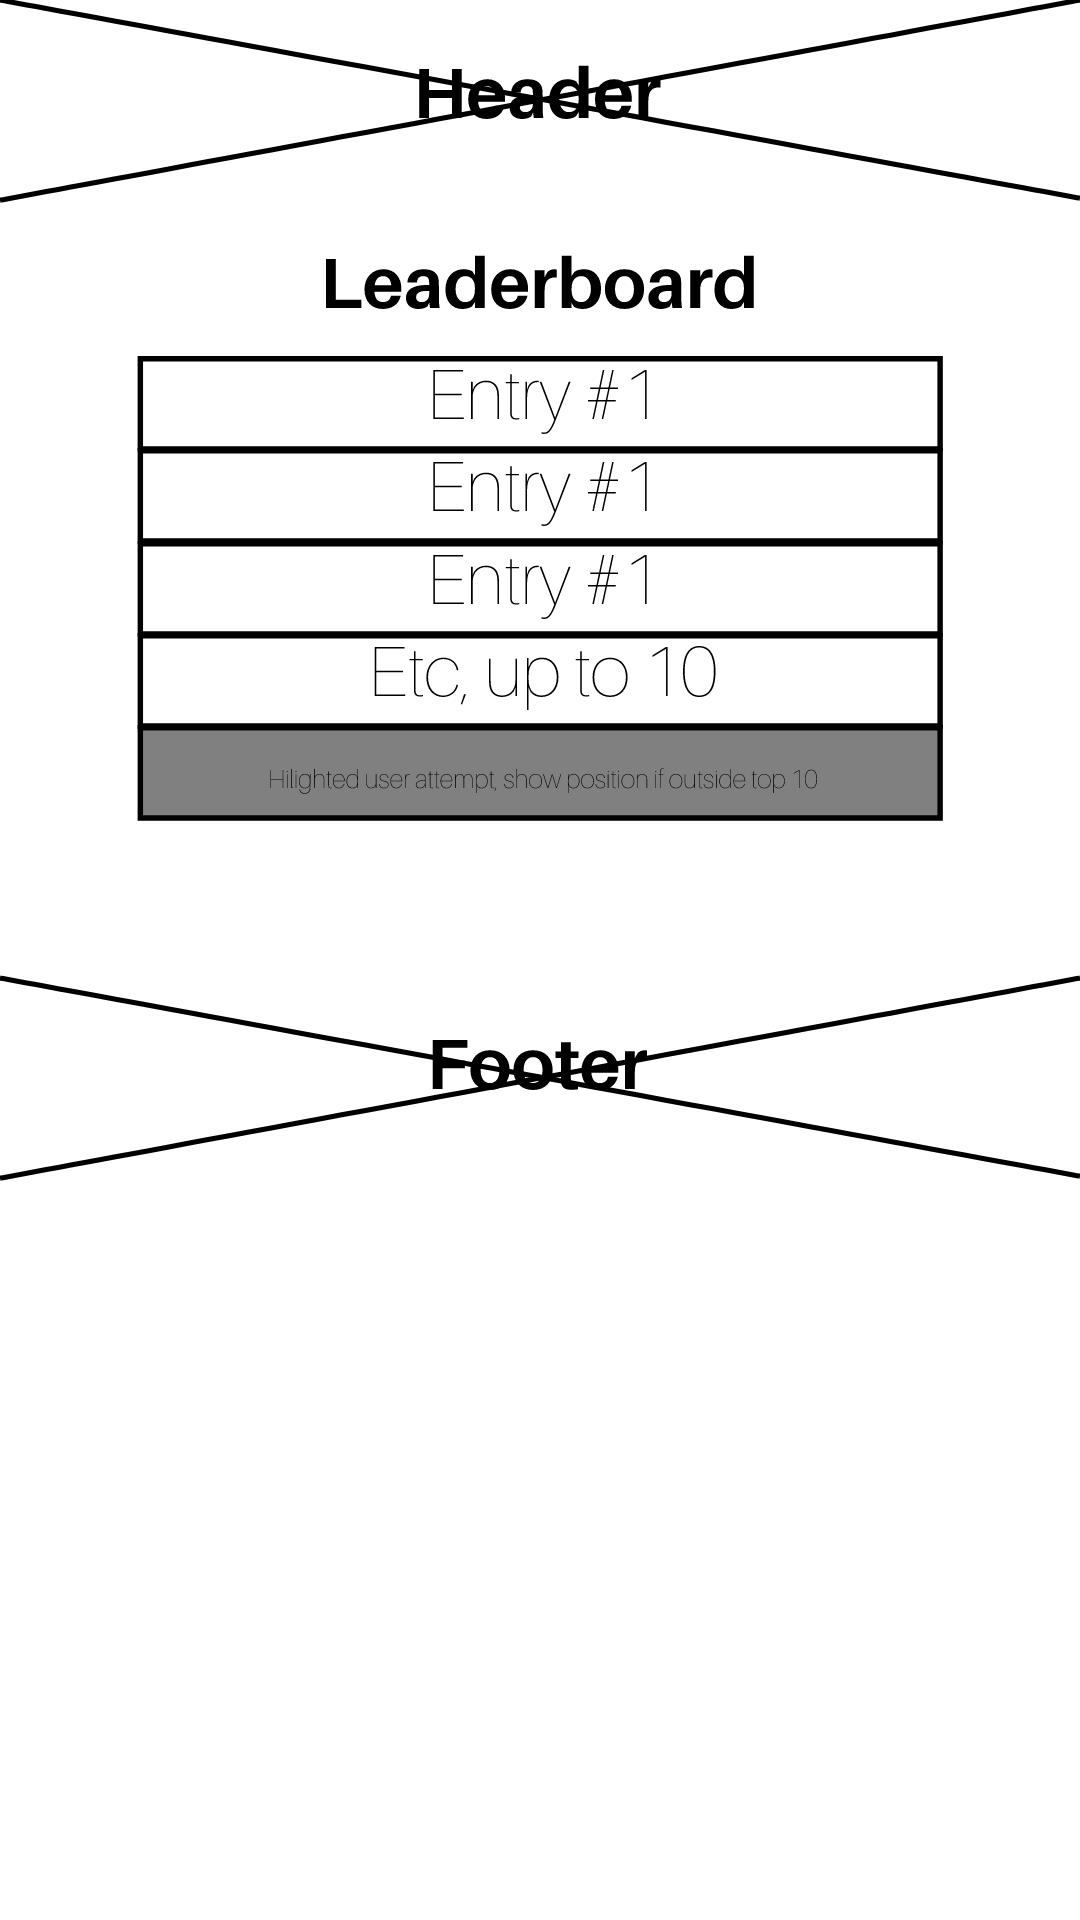 Header
Leaderboard
Entry #1
Entry #1
Entry #1
Etc, up to 10
Hilighted user attempt, show position if outside top 10
Footer